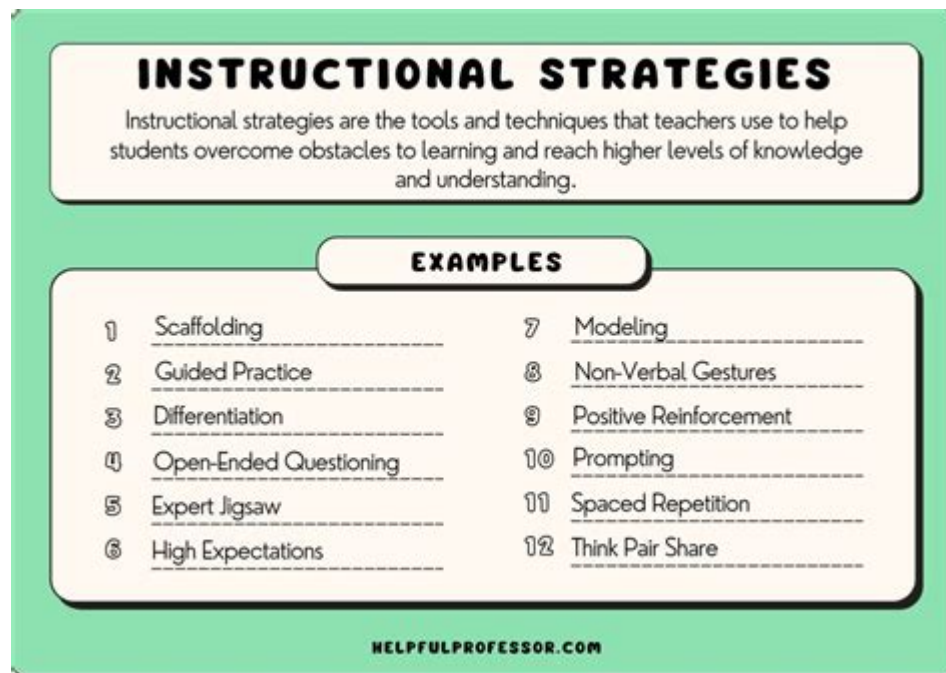 INSTRUCTIONAL STRATEGIES
Instructional strategies are the tools and techniques that teachers use to help
students overcome obstacles to learning and reach higher levels of knowledge
and understanding.
EXAMPLES
1 Scaffolding
2 Guided Practice
3 Differentiation
4 Open-Ended Questioning
5 Expert Jigsaw
6 High Expectations
7 Modeling
8 Non-Verbal Gestures
9 Positive Reinforcement
10 Prompting
11 Spaced Repetition
12 Think Pair Share
HELPFULPROFESSOR.COM